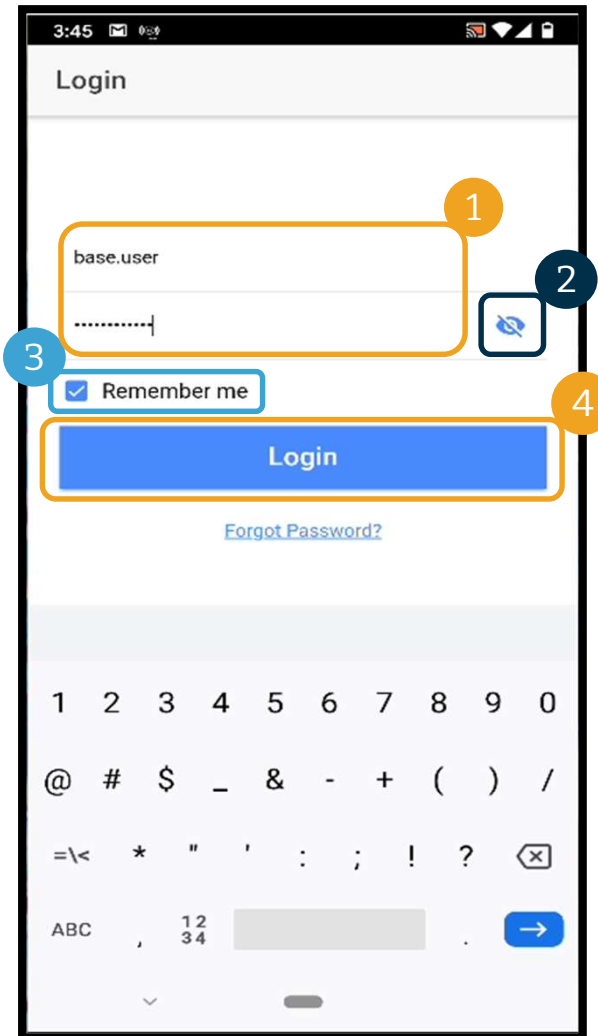 3:45
Login
1
base.user
2
••••••••••••
3
Remember me
4
Login
Forgot Password?
1 2 3 4 5 6 7 8 9 0
@ # $ _ & - + ( ) /
=\< * " ' : ; ! ?
ABC , 12 34 .